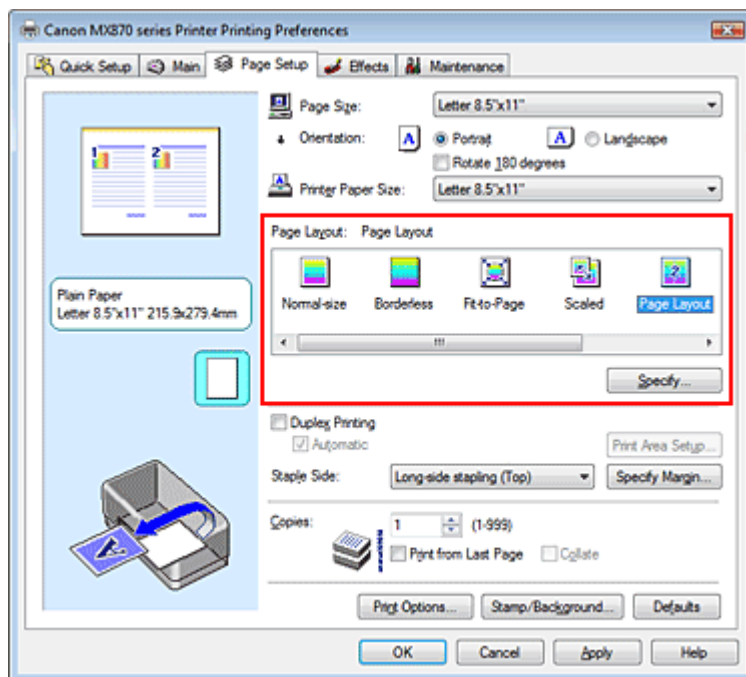 Canon MX870 series Printer Printing Preferences
Quick Setup Main Page Setup Effects Maintenance
Page Size: Letter 8.5"x11"
Orientation: A Portrait A Landscape
Rotate 180 degrees
Printer Paper Size: Letter 8.5"x11"
1 2
Page Layout: Page Layout
Normal-size Borderless Fit-to-Page Scaled Page Layout
Plain Paper
Letter 8.5"x11" 215.9x279.4mm
Specify...
Duplex Printing
Automatic Print Area Setup...
Staple Side: Long-side stapling (Top) Specify Margin...
Copies: 1 (1-999)
Print from Last Page Collate
Print Options... Stamp/Background... Defaults
OK Cancel Apply Help